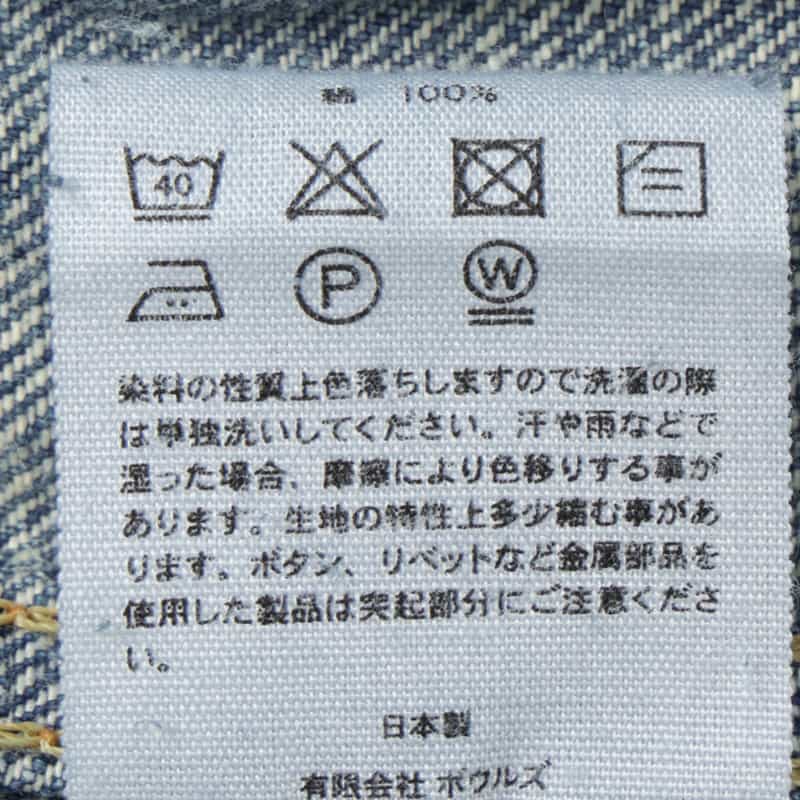 綿 100%
40
P W
染料の性質上色落ちしますので洗濯の際
は単独洗いしてください。汗や雨などで
湿った場合、摩擦により色移りする事が
あります。生地の特性上多少縮む事があ
ります。ボタン、リベットなど金属部品を
使用した製品は突起部分にご注意くださ
い。
日本製
有限会社 ボウルズ